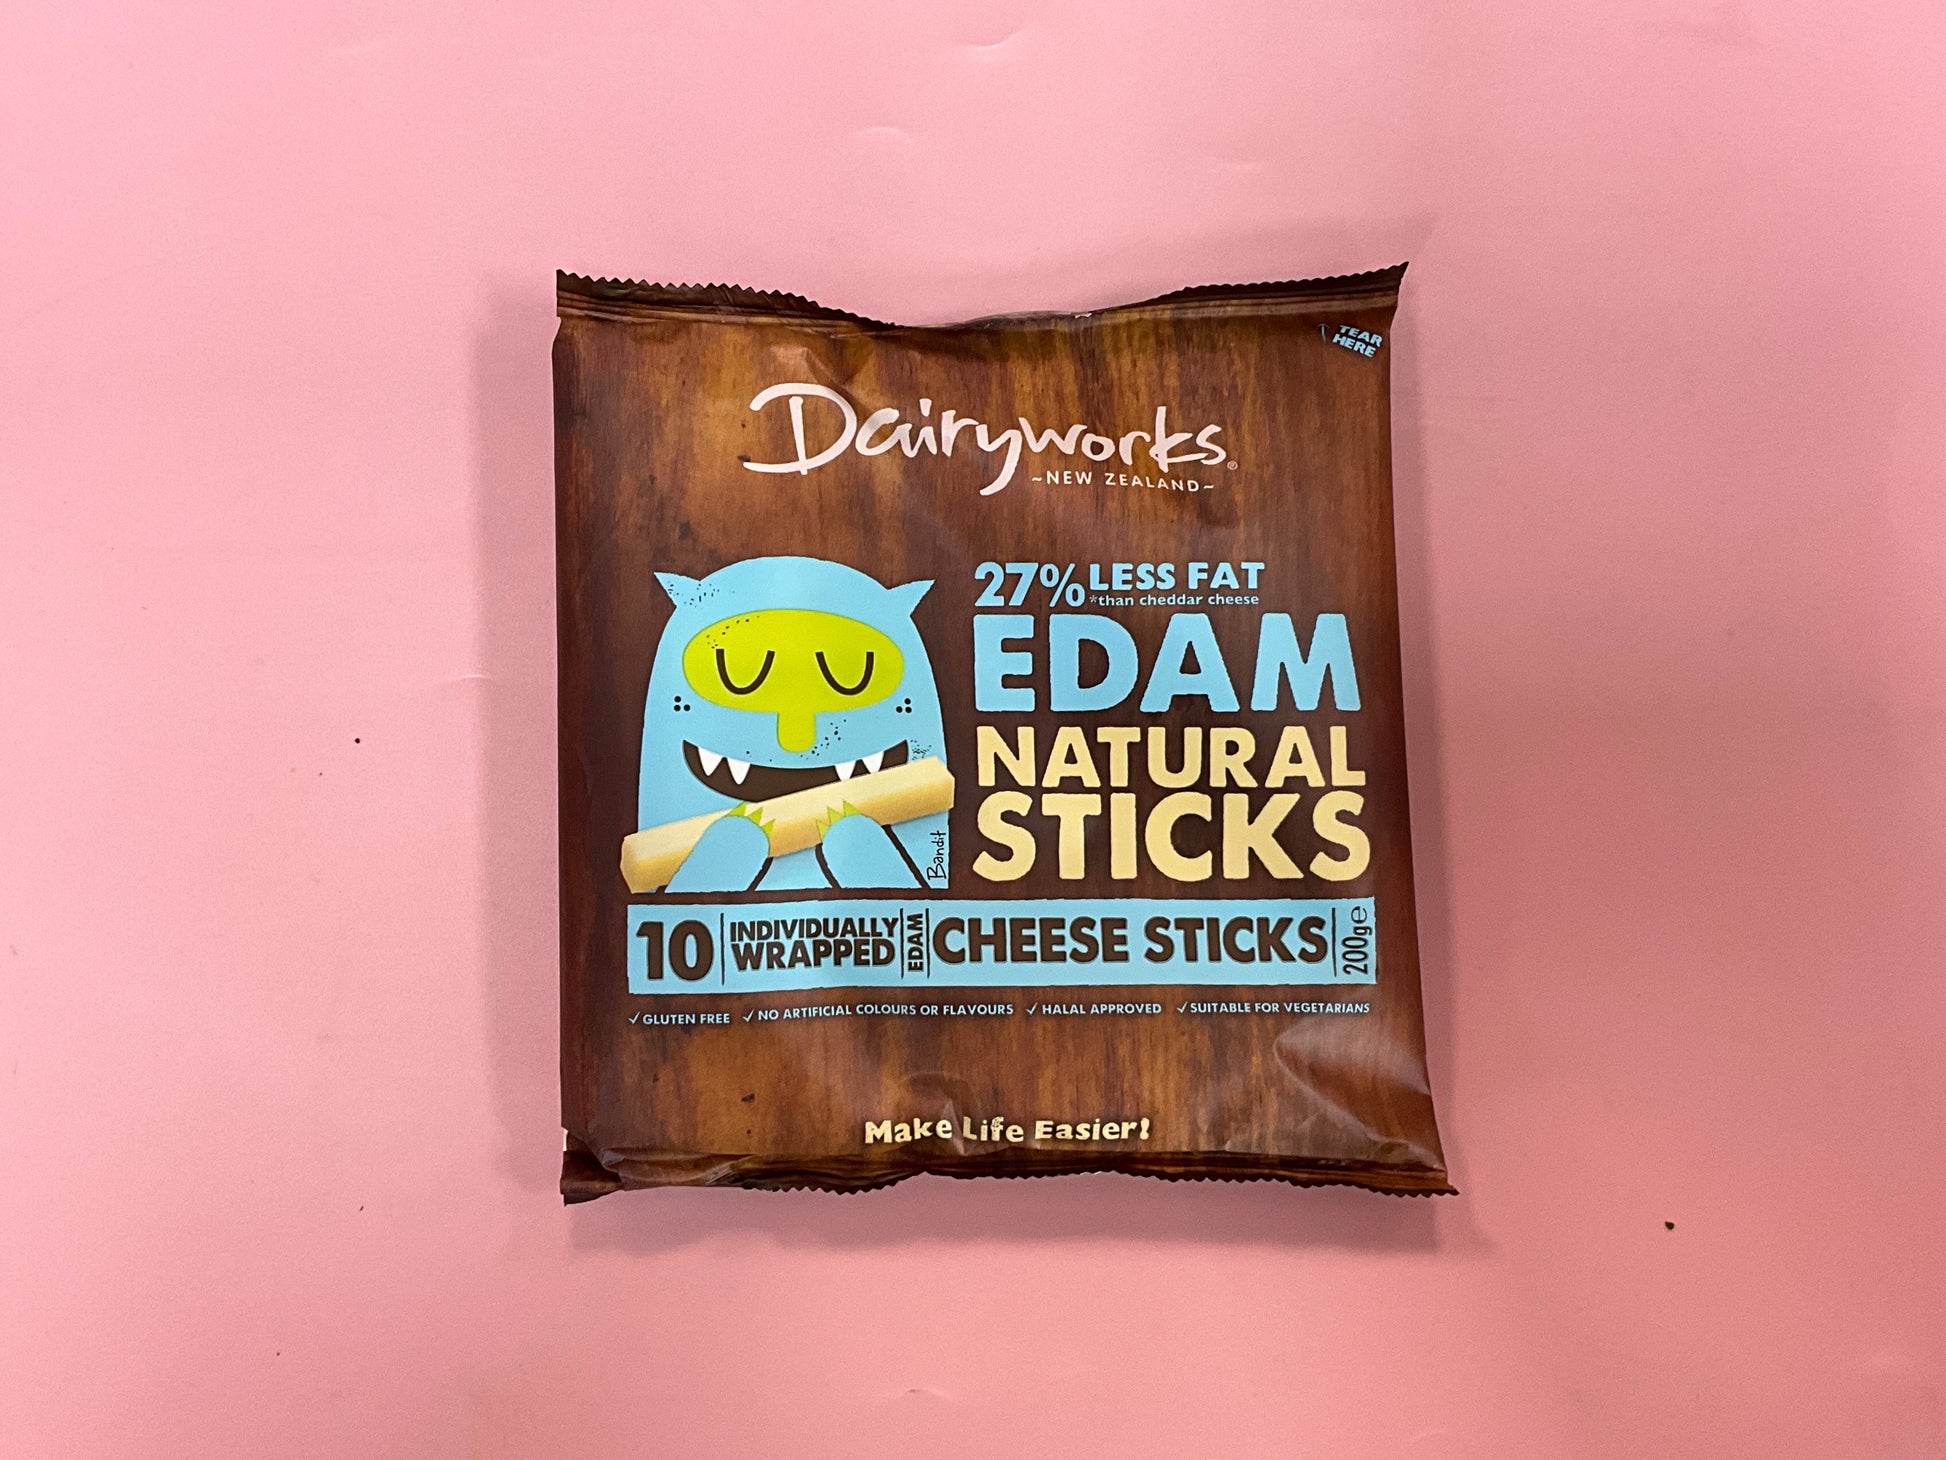 TEAR
HERE
Dairyworks®
~NEW ZEALAND~
27% LESS FAT
*than cheddar cheese
EDAM
NATURAL
STICKS
Bandit
10 INDIVIDUALLY WRAPPED EDAM CHEESE STICKS 200g℮
✓ GLUTEN FREE ✓ NO ARTIFICIAL COLOURS OR FLAVOURS ✓ HALAL APPROVED ✓ SUITABLE FOR VEGETARIANS
Make Life Easier!